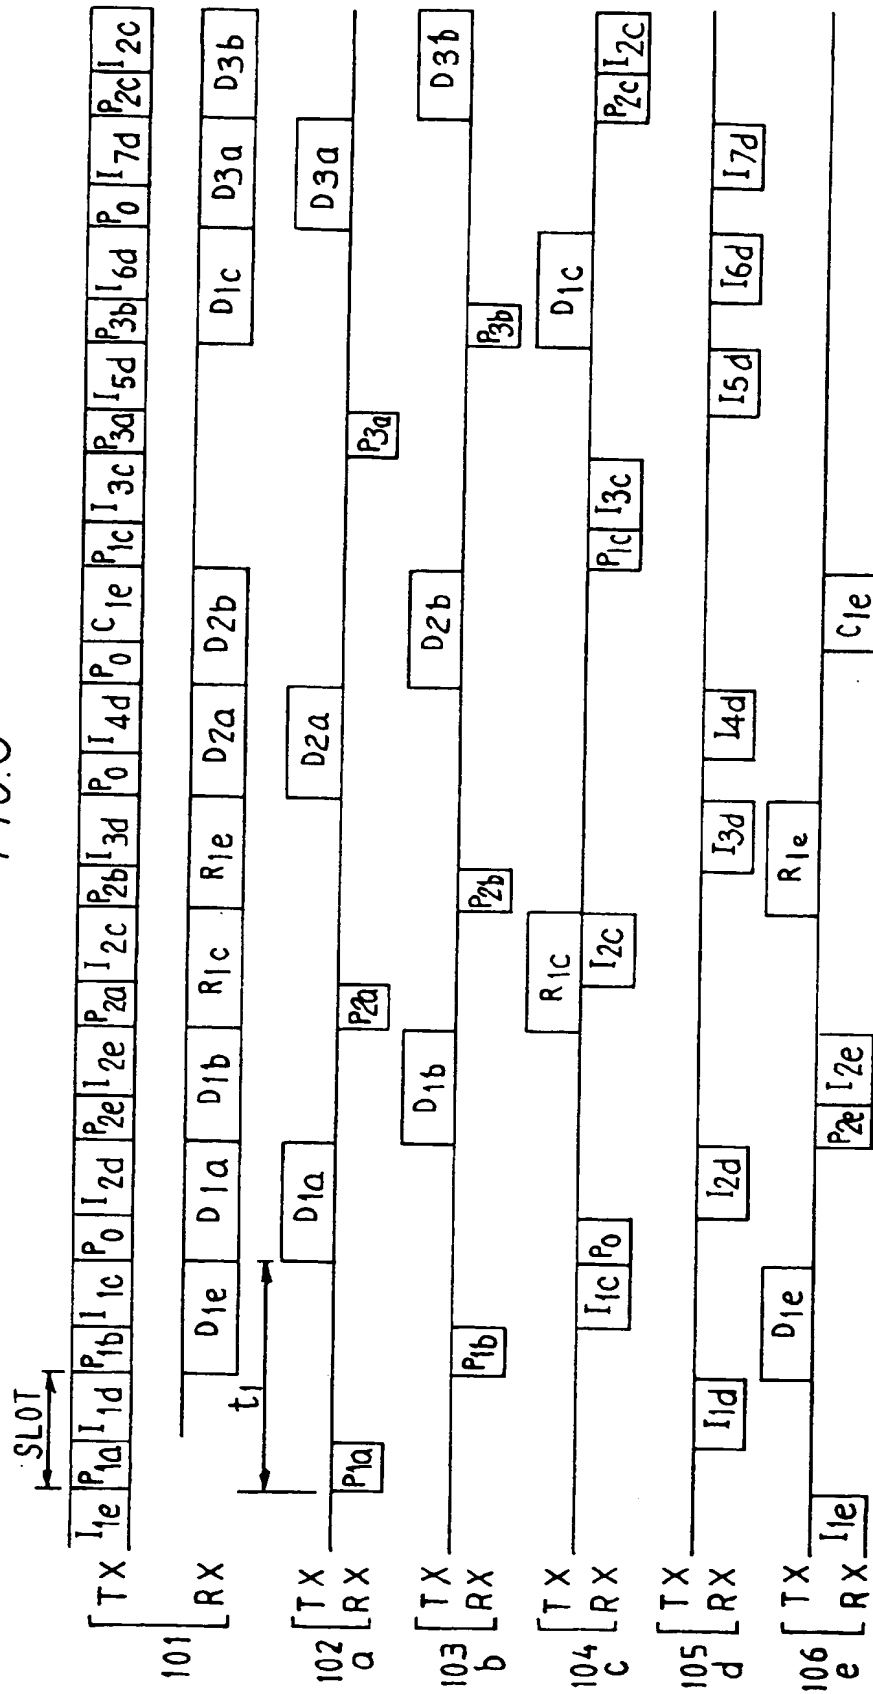 FIG.6
SLOT
101 TX I1e P1a I1d P1b I1c P0 I2d P2e I2e P2a I2c P2b I3d P0 I4d P0 C1e P1c I3c P3a I5d P3b I6d P0 I7d P2c I2c
RX D1e D1a D1b R1c R1e D2a D2b D1c D3a D3b
t1
102 a TX D1a D2a D3a
RX P1a P2a P3a
103 b TX D1b D2b D3b
RX P1b P2b P3b
104 c TX R1c D1c
RX I1c P0 I2c P1c I3c P2c I2c
105 d TX
RX I1d I2d I3d I4d I5d I6d I7d
106 e TX D1e R1e
RX I1e P2e I2e C1e